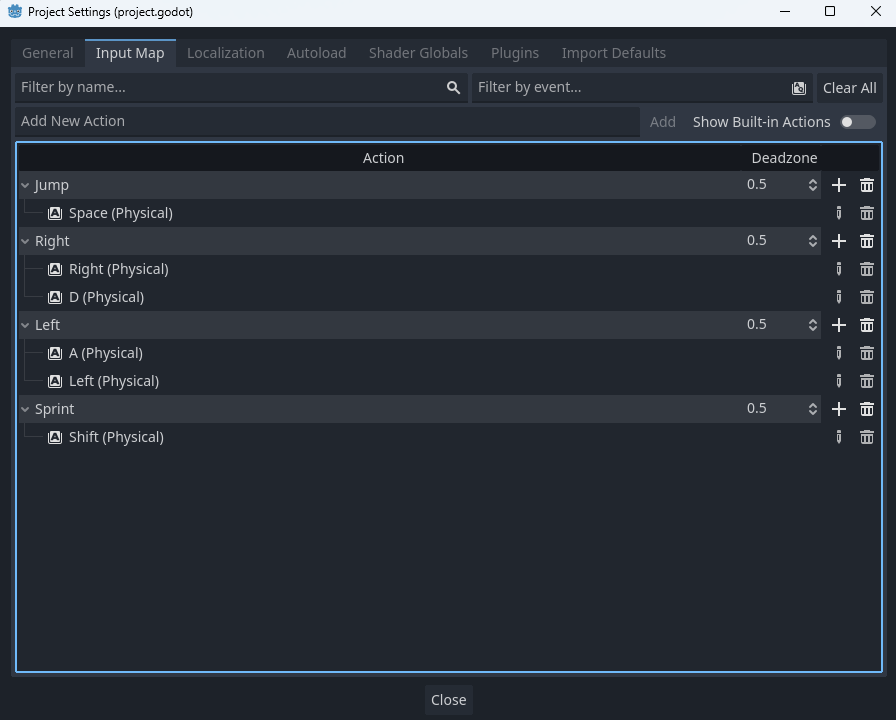 Project Settings (project.godot)
General Input Map Localization Autoload Shader Globals Plugins Import Defaults
Filter by name... Filter by event... Clear All
Add New Action Add Show Built-in Actions
Action Deadzone
Jump 0.5
Space (Physical)
Right 0.5
Right (Physical)
D (Physical)
Left 0.5
A (Physical)
Left (Physical)
Sprint 0.5
Shift (Physical)
Close